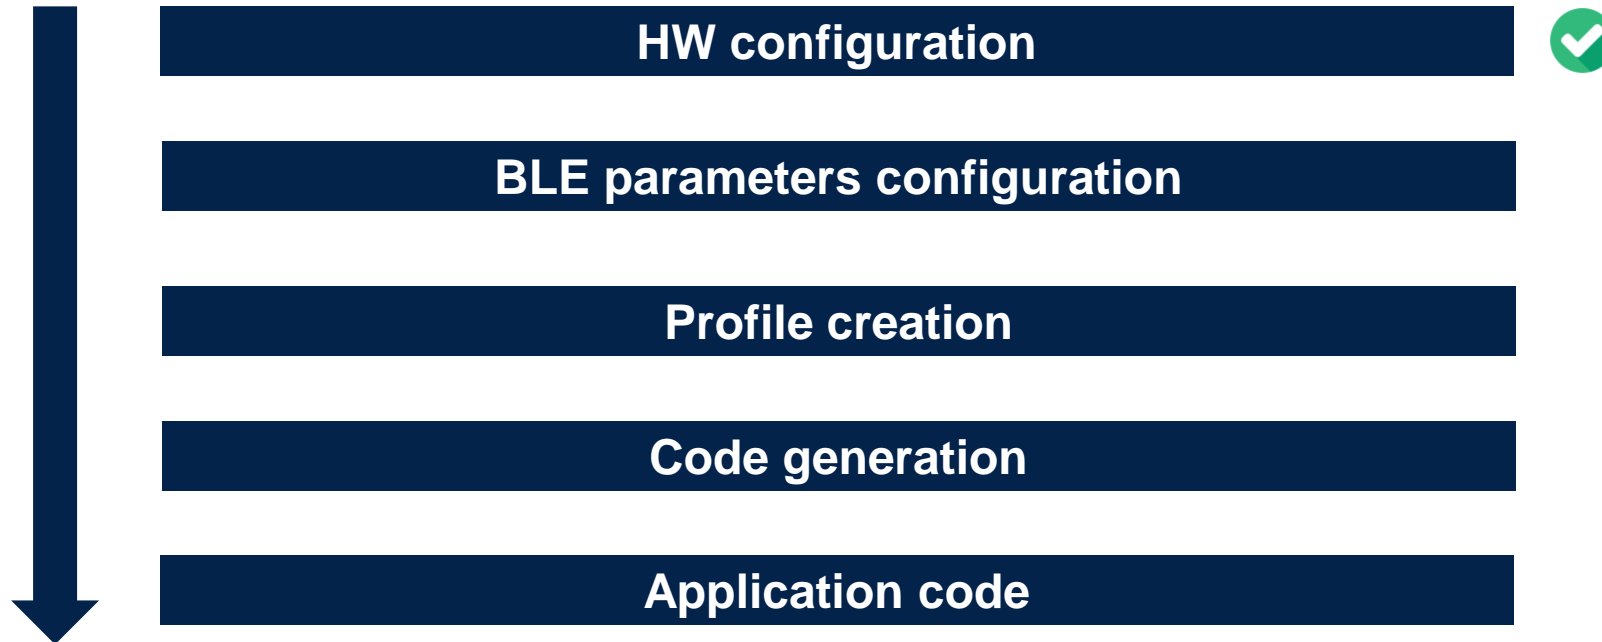 HW configuration
BLE parameters configuration
Profile creation
Code generation
Application code